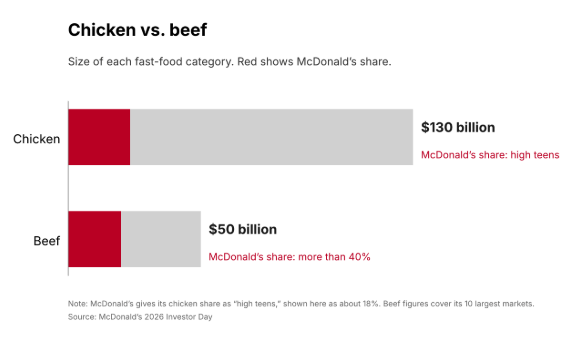 Chicken vs. beef
Size of each fast-food category. Red shows McDonald’s share.
Chicken
$130 billion
McDonald’s share: high teens
Beef
$50 billion
McDonald’s share: more than 40%
Note: McDonald’s gives its chicken share as “high teens,” shown here as about 18%. Beef figures cover its 10 largest markets.
Source: McDonald’s 2026 Investor Day